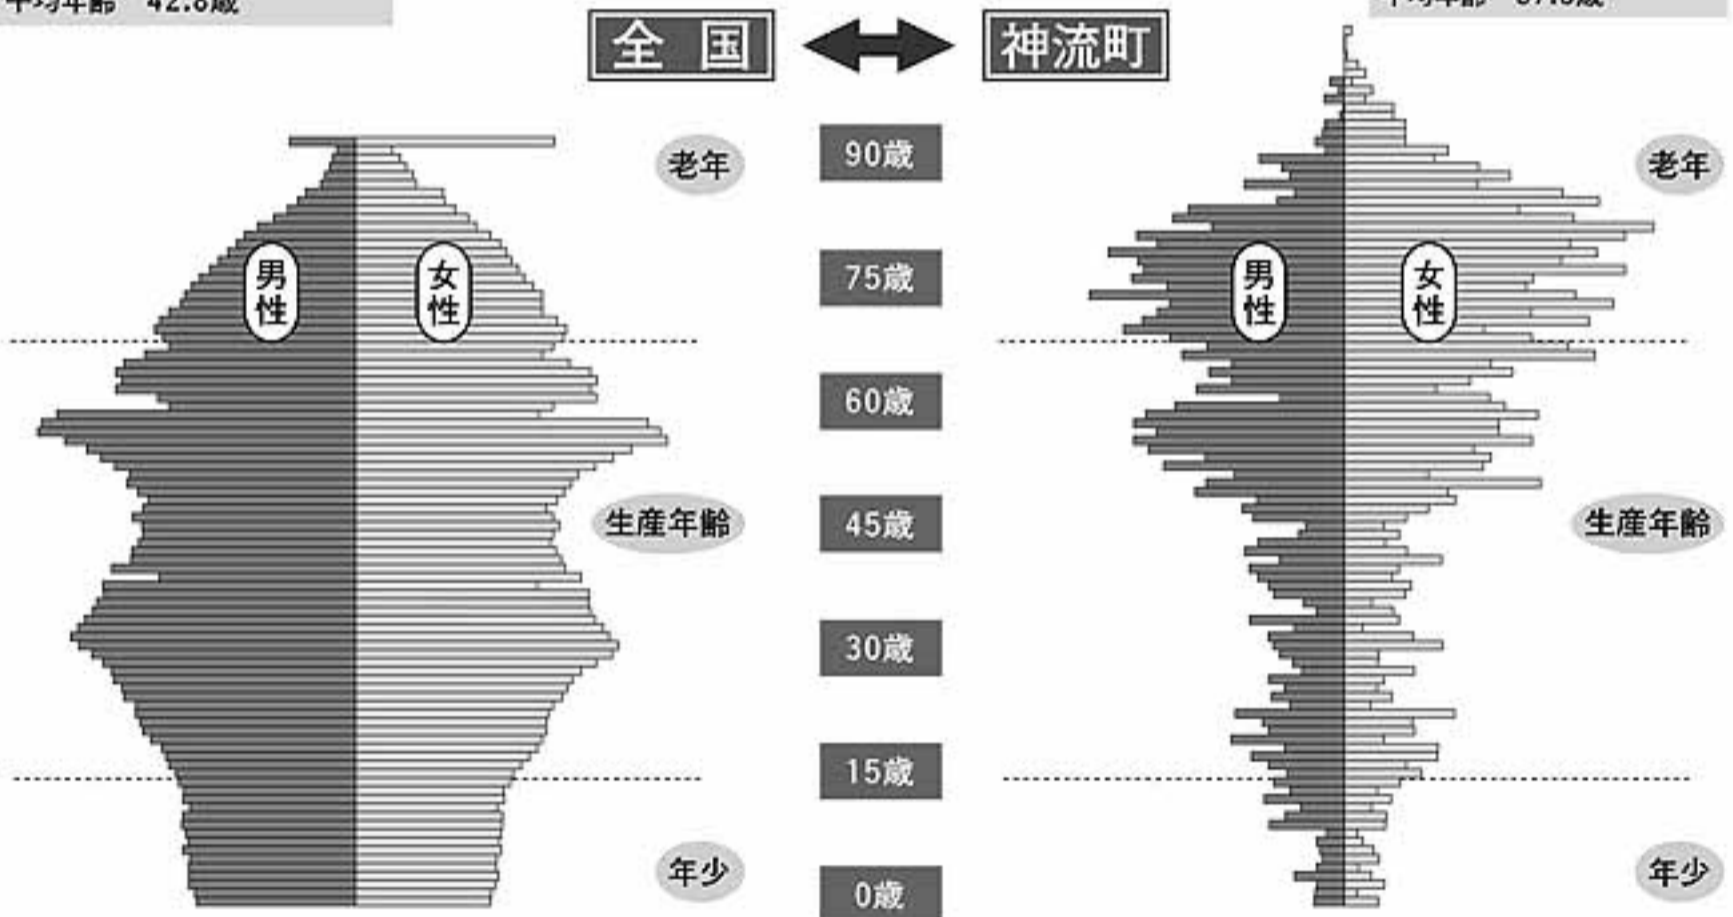 平均年齢 42.8歳
全国
神流町
老年
90歳
老年
男性
女性
75歳
男性
女性
60歳
生産年齢
45歳
生産年齢
30歳
15歳
年少
0歳
年少